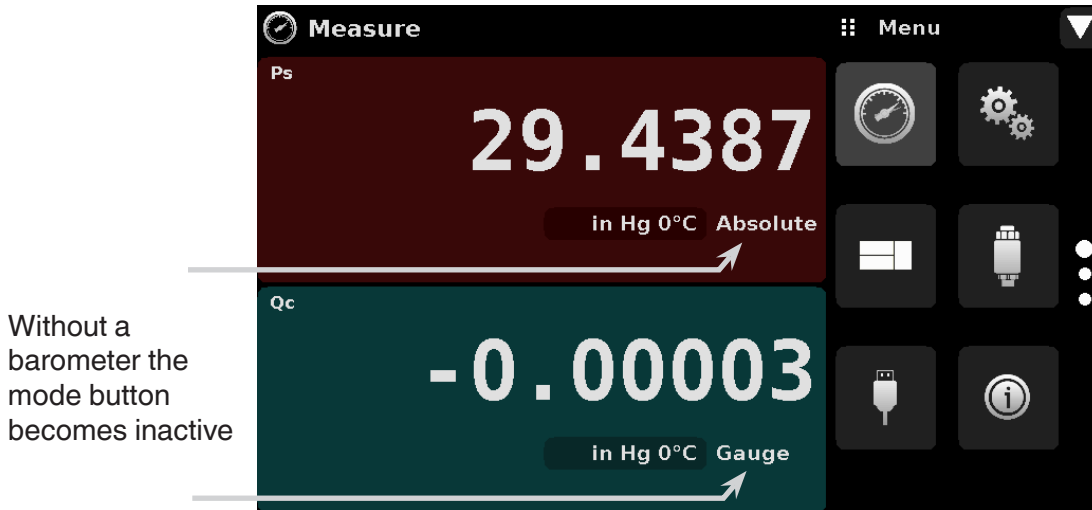 Measure
Menu
Ps
29.4387
in Hg 0°C Absolute
Qc
-0.00003
in Hg 0°C Gauge
Without a
barometer the
mode button
becomes inactive